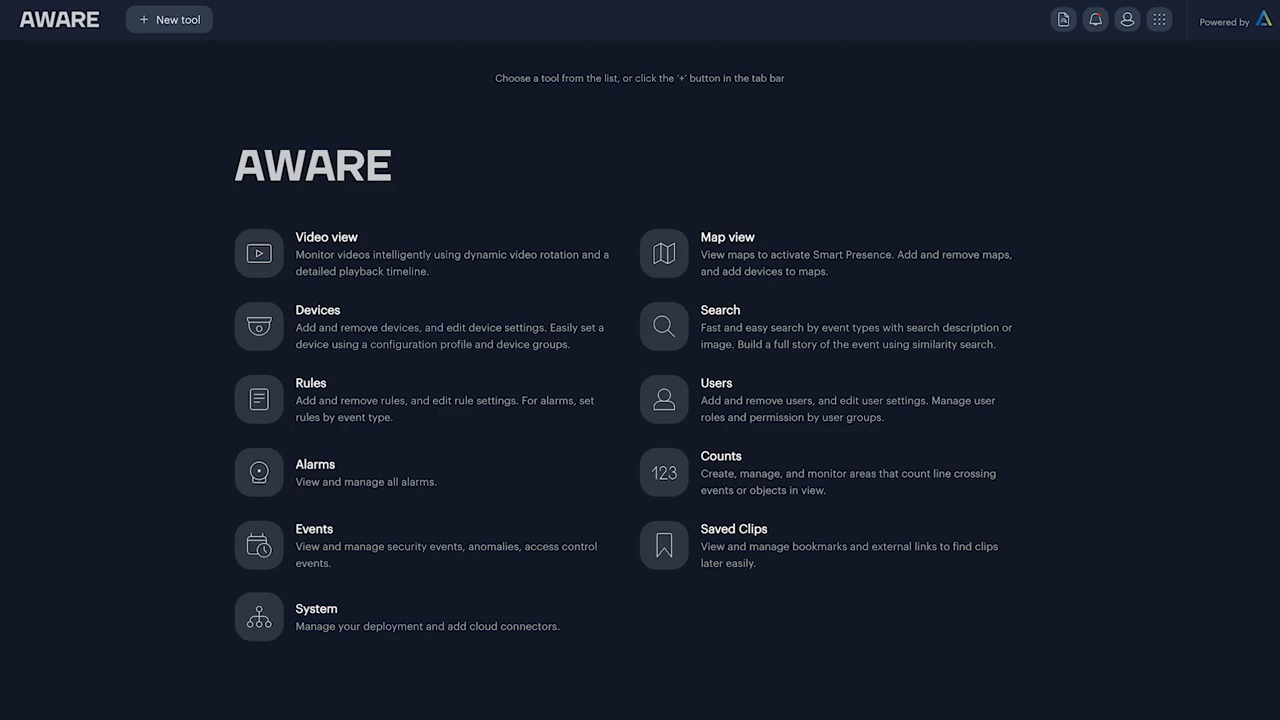 AWARE
+ New tool
Powered by
Choose a tool from the list, or click the '+' button in the tab bar
AWARE
Video view
Monitor videos intelligently using dynamic video rotation and a
detailed playback timeline.
Map view
View maps to activate Smart Presence. Add and remove maps,
and add devices to maps.
Devices
Add and remove devices, and edit device settings. Easily set a
device using a configuration profile and device groups.
Search
Fast and easy search by event types with search description or
image. Build a full story of the event using similarity search.
Rules
Add and remove rules, and edit rule settings. For alarms, set
rules by event type.
Users
Add and remove users, and edit user settings. Manage user
roles and permission by user groups.
Alarms
View and manage all alarms.
123
Counts
Create, manage, and monitor areas that count line crossing
events or objects in view.
Events
View and manage security events, anomalies, access control
events.
Saved Clips
View and manage bookmarks and external links to find clips
later easily.
System
Manage your deployment and add cloud connectors.